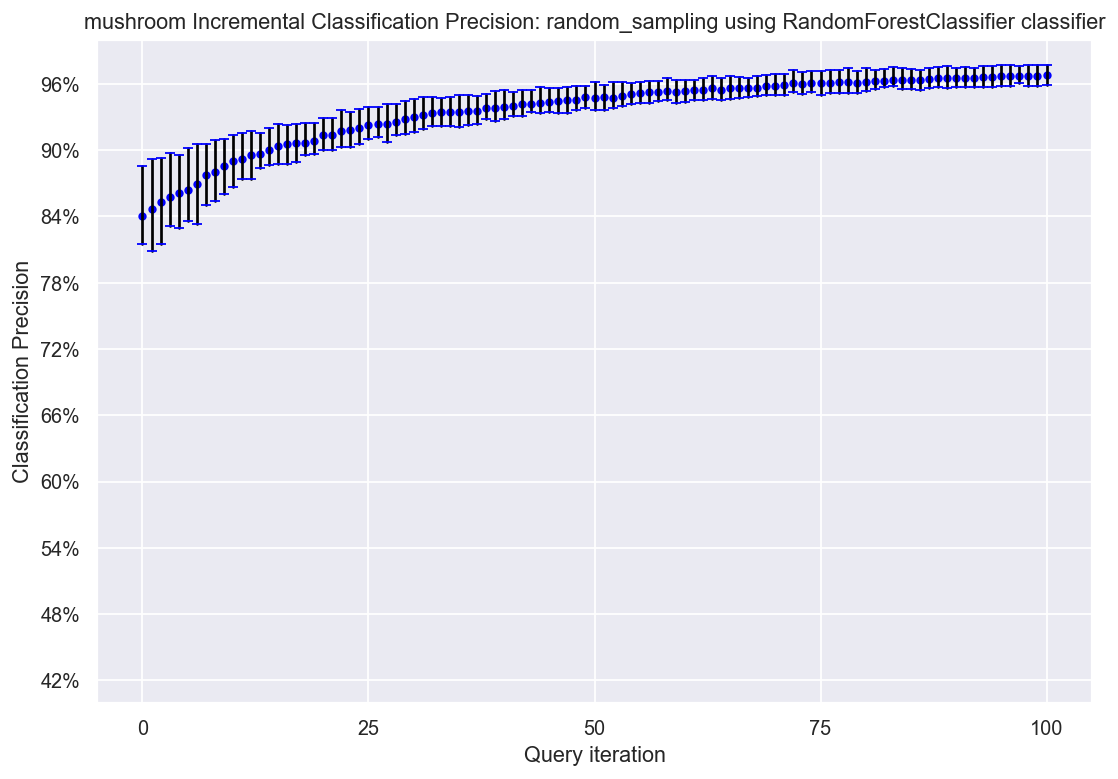 mushroom Incremental Classification Precision: random_sampling using RandomForestClassifier classifier
Classification Precision
96%
90%
84%
78%
72%
66%
60%
54%
48%
42%
0 25 50 75 100
Query iteration